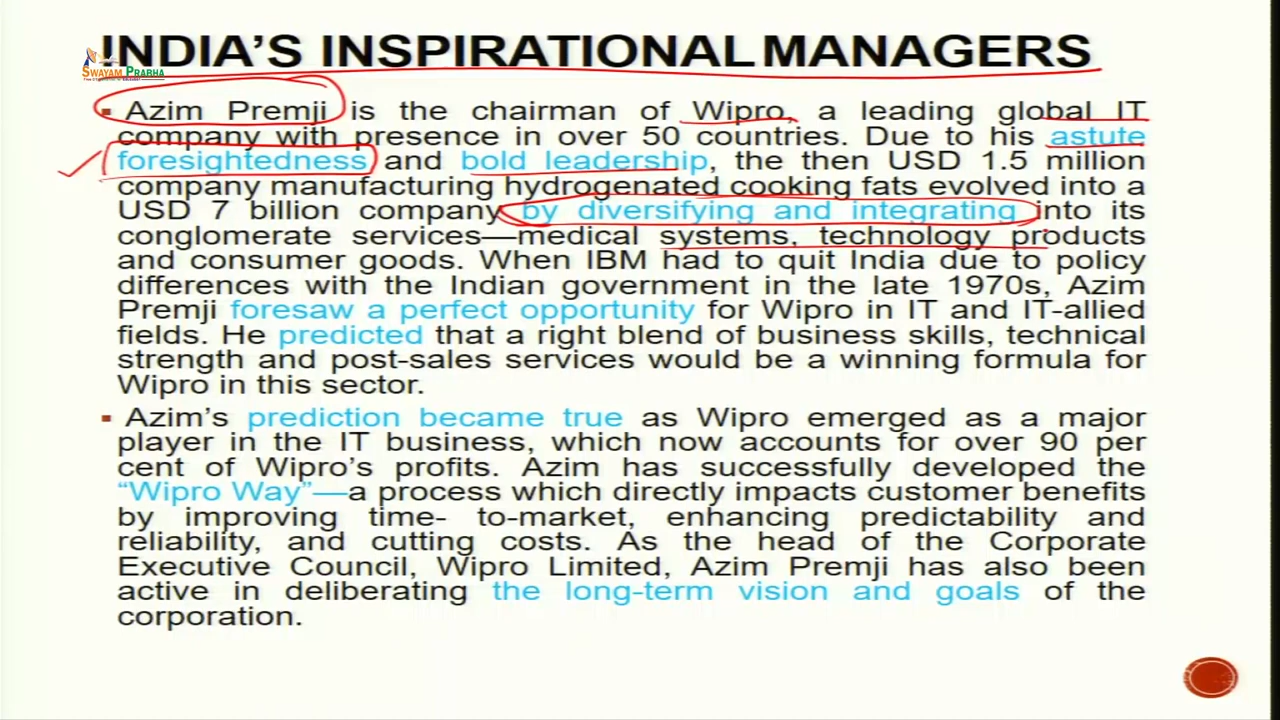 INDIA'S INSPIRATIONAL MANAGERS
SWAYAM PRABHA
▪ Azim Premji is the chairman of Wipro, a leading global IT
company with presence in over 50 countries. Due to his astute
foresightedness and bold leadership, the then USD 1.5 million
company manufacturing hydrogenated cooking fats evolved into a
USD 7 billion company by diversifying and integrating into its
conglomerate services—medical systems, technology products
and consumer goods. When IBM had to quit India due to policy
differences with the Indian government in the late 1970s, Azim
Premji foresaw a perfect opportunity for Wipro in IT and IT-allied
fields. He predicted that a right blend of business skills, technical
strength and post-sales services would be a winning formula for
Wipro in this sector.
▪ Azim's prediction became true as Wipro emerged as a major
player in the IT business, which now accounts for over 90 per
cent of Wipro's profits. Azim has successfully developed the
“Wipro Way”—a process which directly impacts customer benefits
by improving time- to-market, enhancing predictability and
reliability, and cutting costs. As the head of the Corporate
Executive Council, Wipro Limited, Azim Premji has also been
active in deliberating the long-term vision and goals of the
corporation.